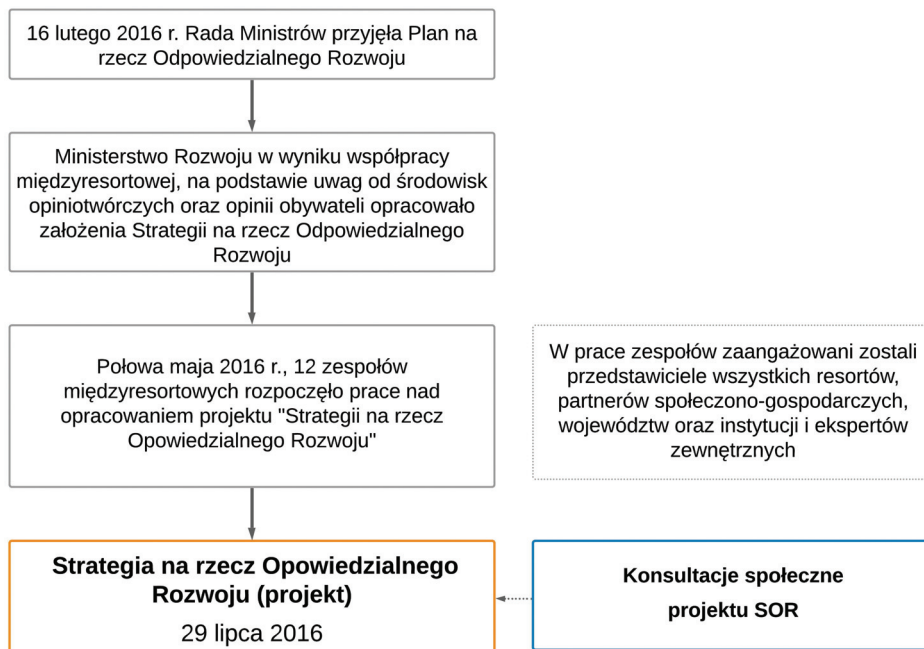 16 lutego 2016 r. Rada Ministrów przyjęła Plan na
rzecz Odpowiedzialnego Rozwoju
Ministerstwo Rozwoju w wyniku współpracy
międzyresortowej, na podstawie uwag od środowisk
opiniotwórczych oraz opinii obywateli opracowało
założenia Strategii na rzecz Odpowiedzialnego
Rozwoju
Połowa maja 2016 r., 12 zespołów
międzyresortowych rozpoczęło prace nad
opracowaniem projektu "Strategii na rzecz
Opowiedzialnego Rozwoju"
W prace zespołów zaangażowani zostali
przedstawiciele wszystkich resortów,
partnerów społeczono-gospodarczych,
województw oraz instytucji i ekspertów
zewnętrznych
Strategia na rzecz Opowiedzialnego
Rozwoju (projekt)
29 lipca 2016
Konsultacje społeczne
projektu SOR